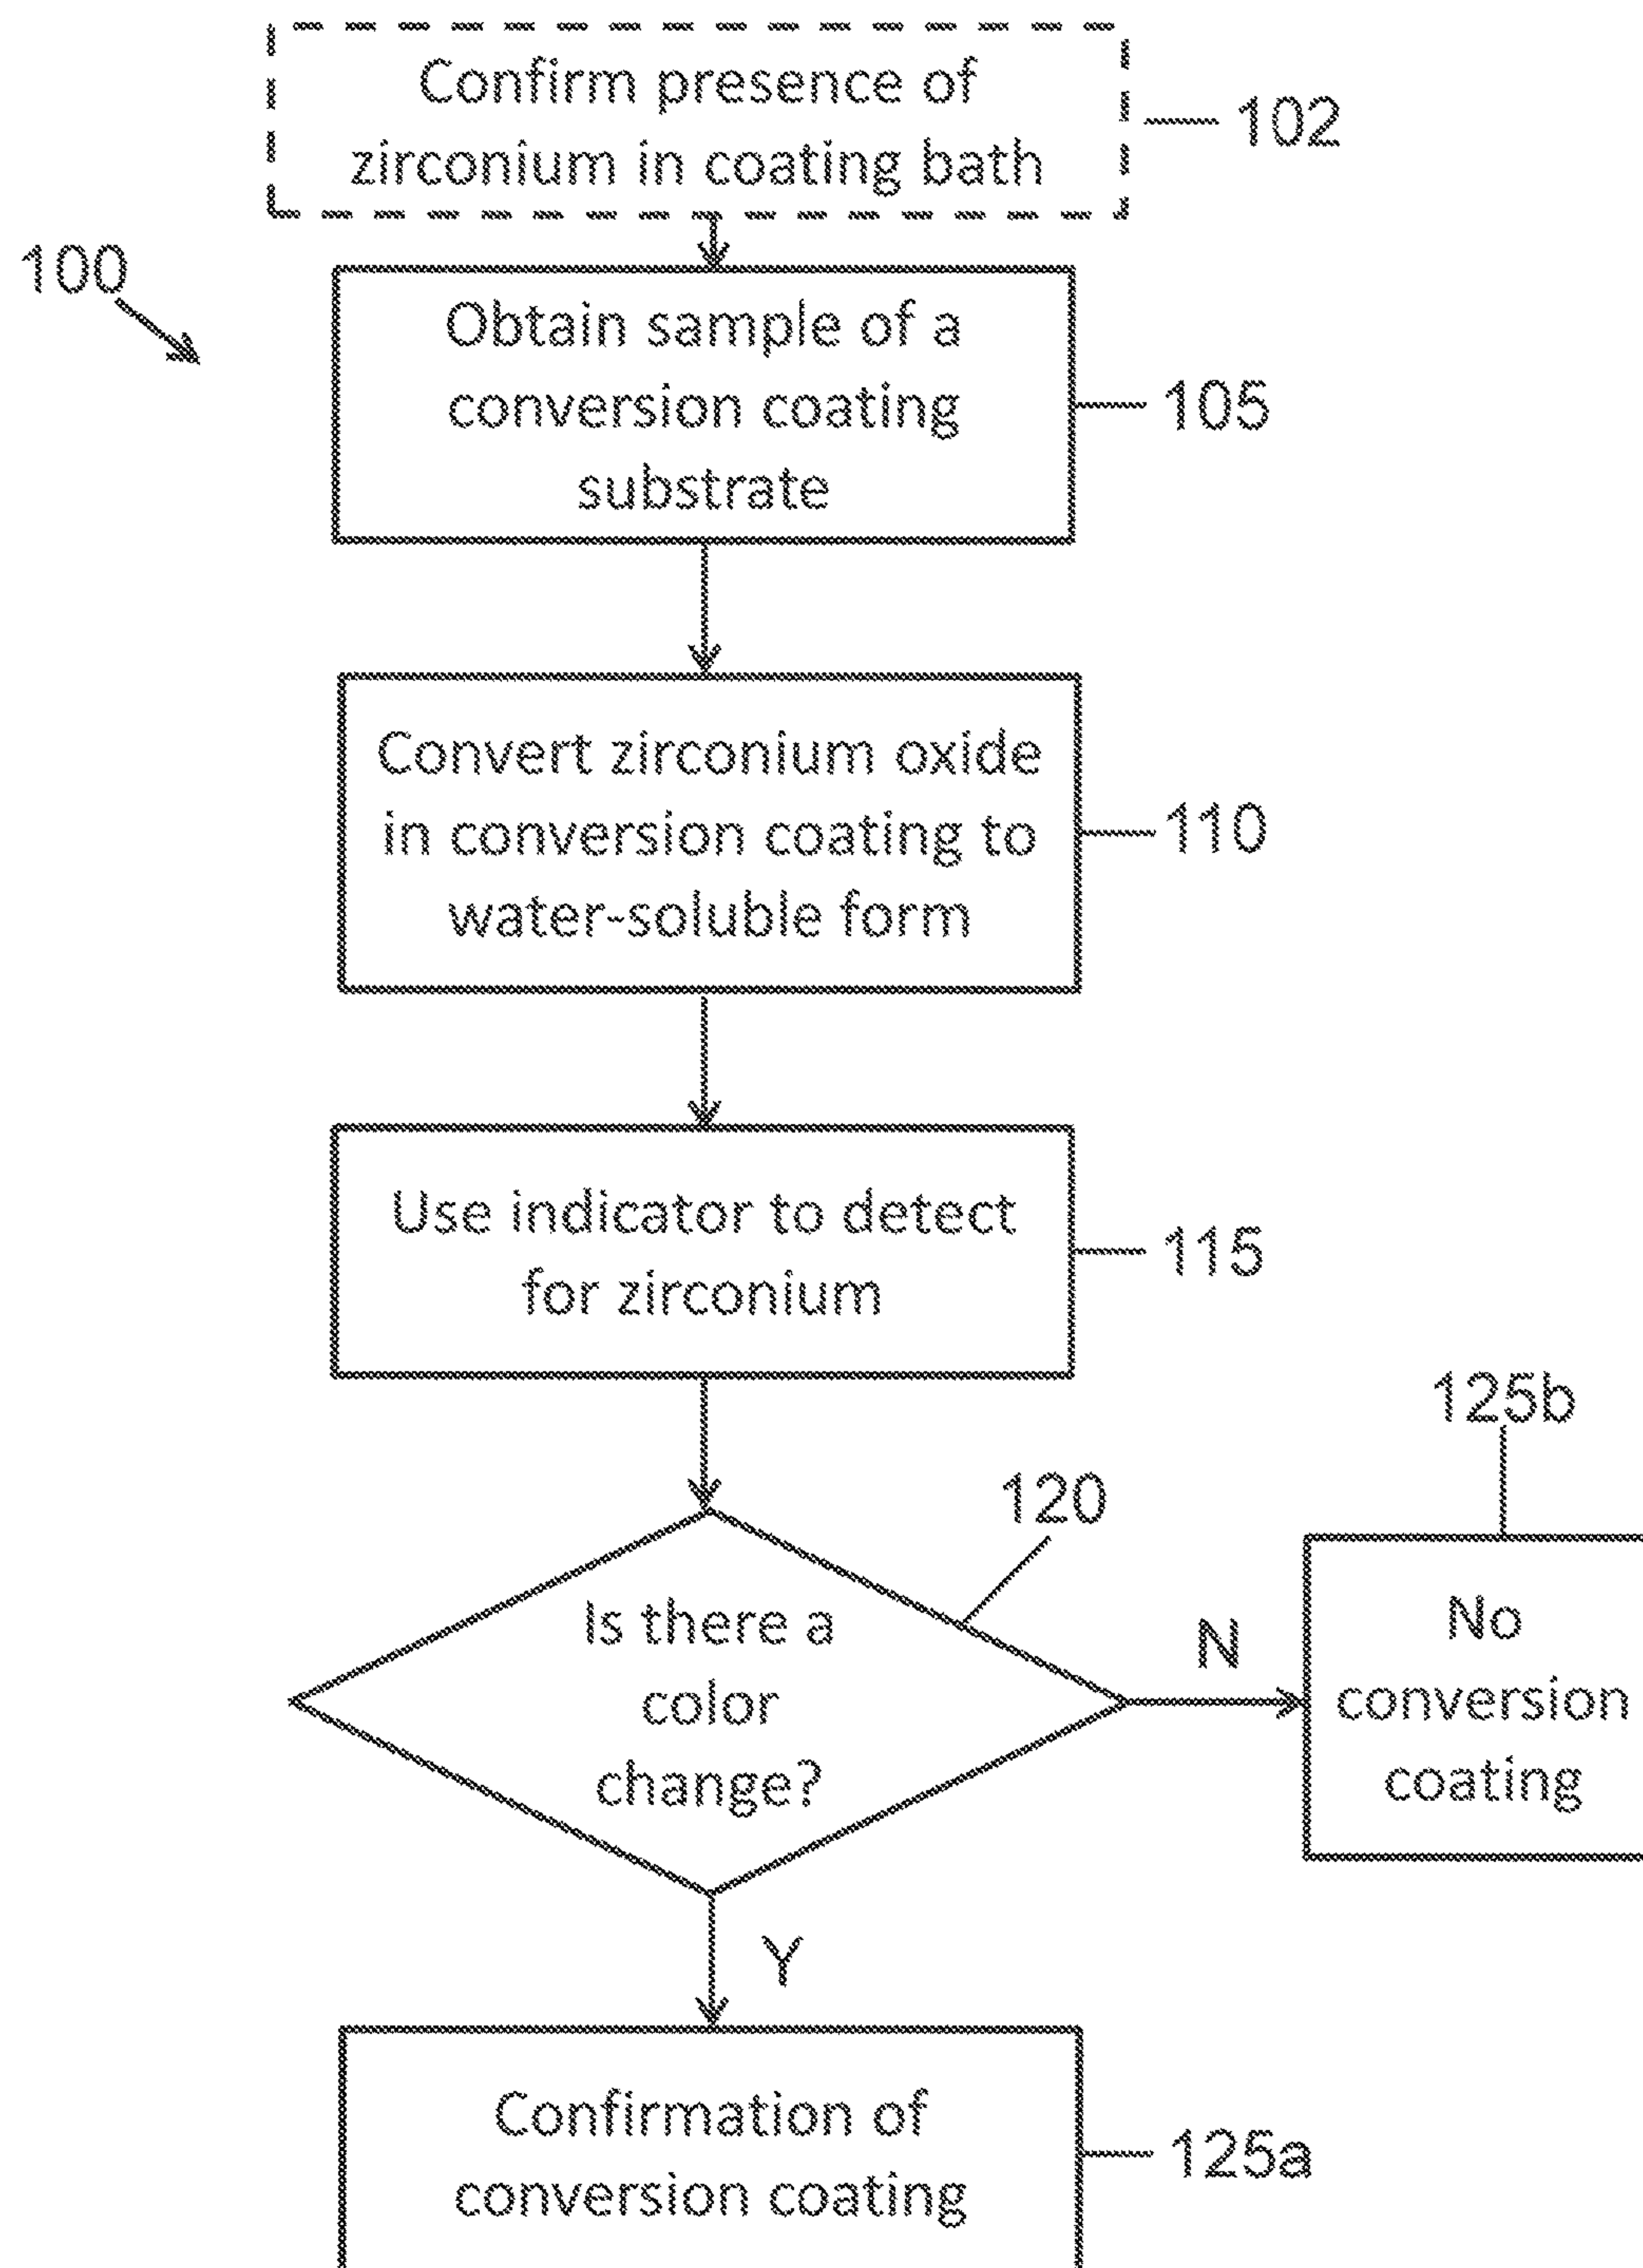 Confirm presence of
zirconium in coating bath
102
100
Obtain sample of a
conversion coating
substrate
105
Convert zirconium oxide
in conversion coating to
water-soluble form
110
Use indicator to detect
for zirconium
115
120
Is there a
color
change?
N
125b
No
conversion
coating
Y
Confirmation of
conversion coating
125a